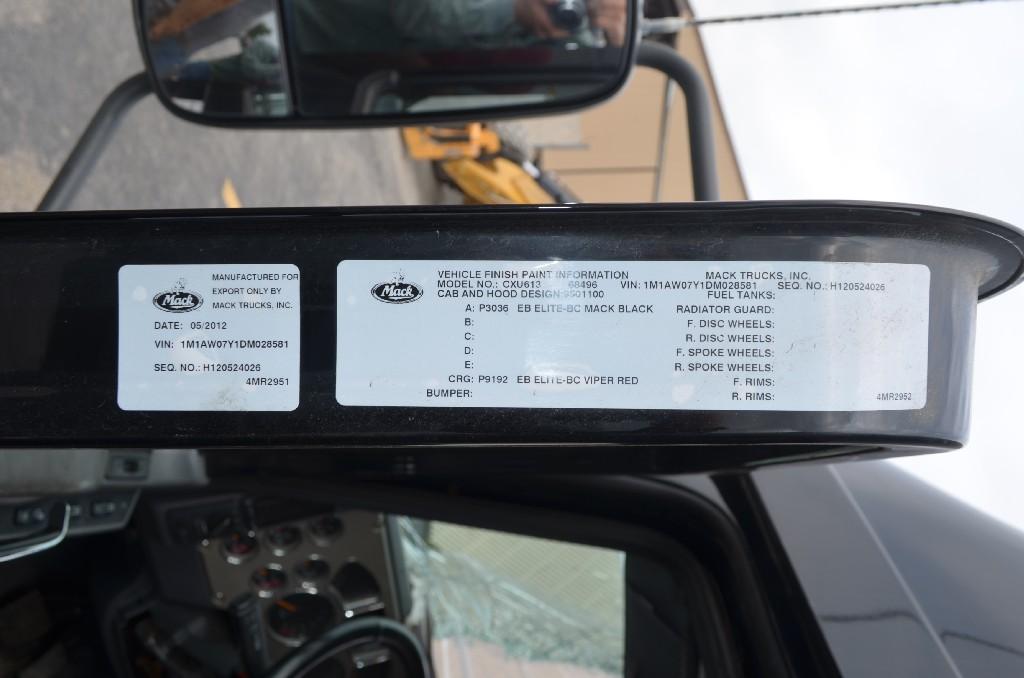 Mack
MANUFACTURED FOR
EXPORT ONLY BY
MACK TRUCKS, INC.
DATE: 05/2012
VIN: 1M1AW07Y1DM028581
SEQ. NO.: H120524026
4MR2951
Mack
VEHICLE FINISH PAINT INFORMATION MACK TRUCKS, INC.
MODEL NO.: CXU613 68496 VIN: 1M1AW07Y1DM028581 SEQ. NO.: H120524026
CAB AND HOOD DESIGN:9501100 FUEL TANKS:
A: P3036 EB ELITE-BC MACK BLACK RADIATOR GUARD:
B: F. DISC WHEELS:
C: R. DISC WHEELS:
D: F. SPOKE WHEELS:
E: R. SPOKE WHEELS:
CRG: P9192 EB ELITE-BC VIPER RED F. RIMS:
BUMPER: R. RIMS:
4MR2952